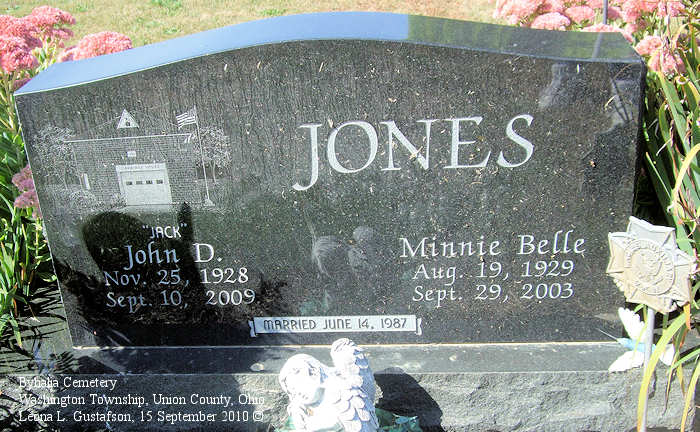 JONES
"JACK"
John D.
Nov. 25, 1928
Sept. 10, 2009
Minnie Belle
Aug. 19, 1929
Sept. 29, 2003
MARRIED JUNE 14, 1987
Byhalia Cemetery
Washington Township, Union County, Ohio
Leona L. Gustafson, 15 September 2010 ©